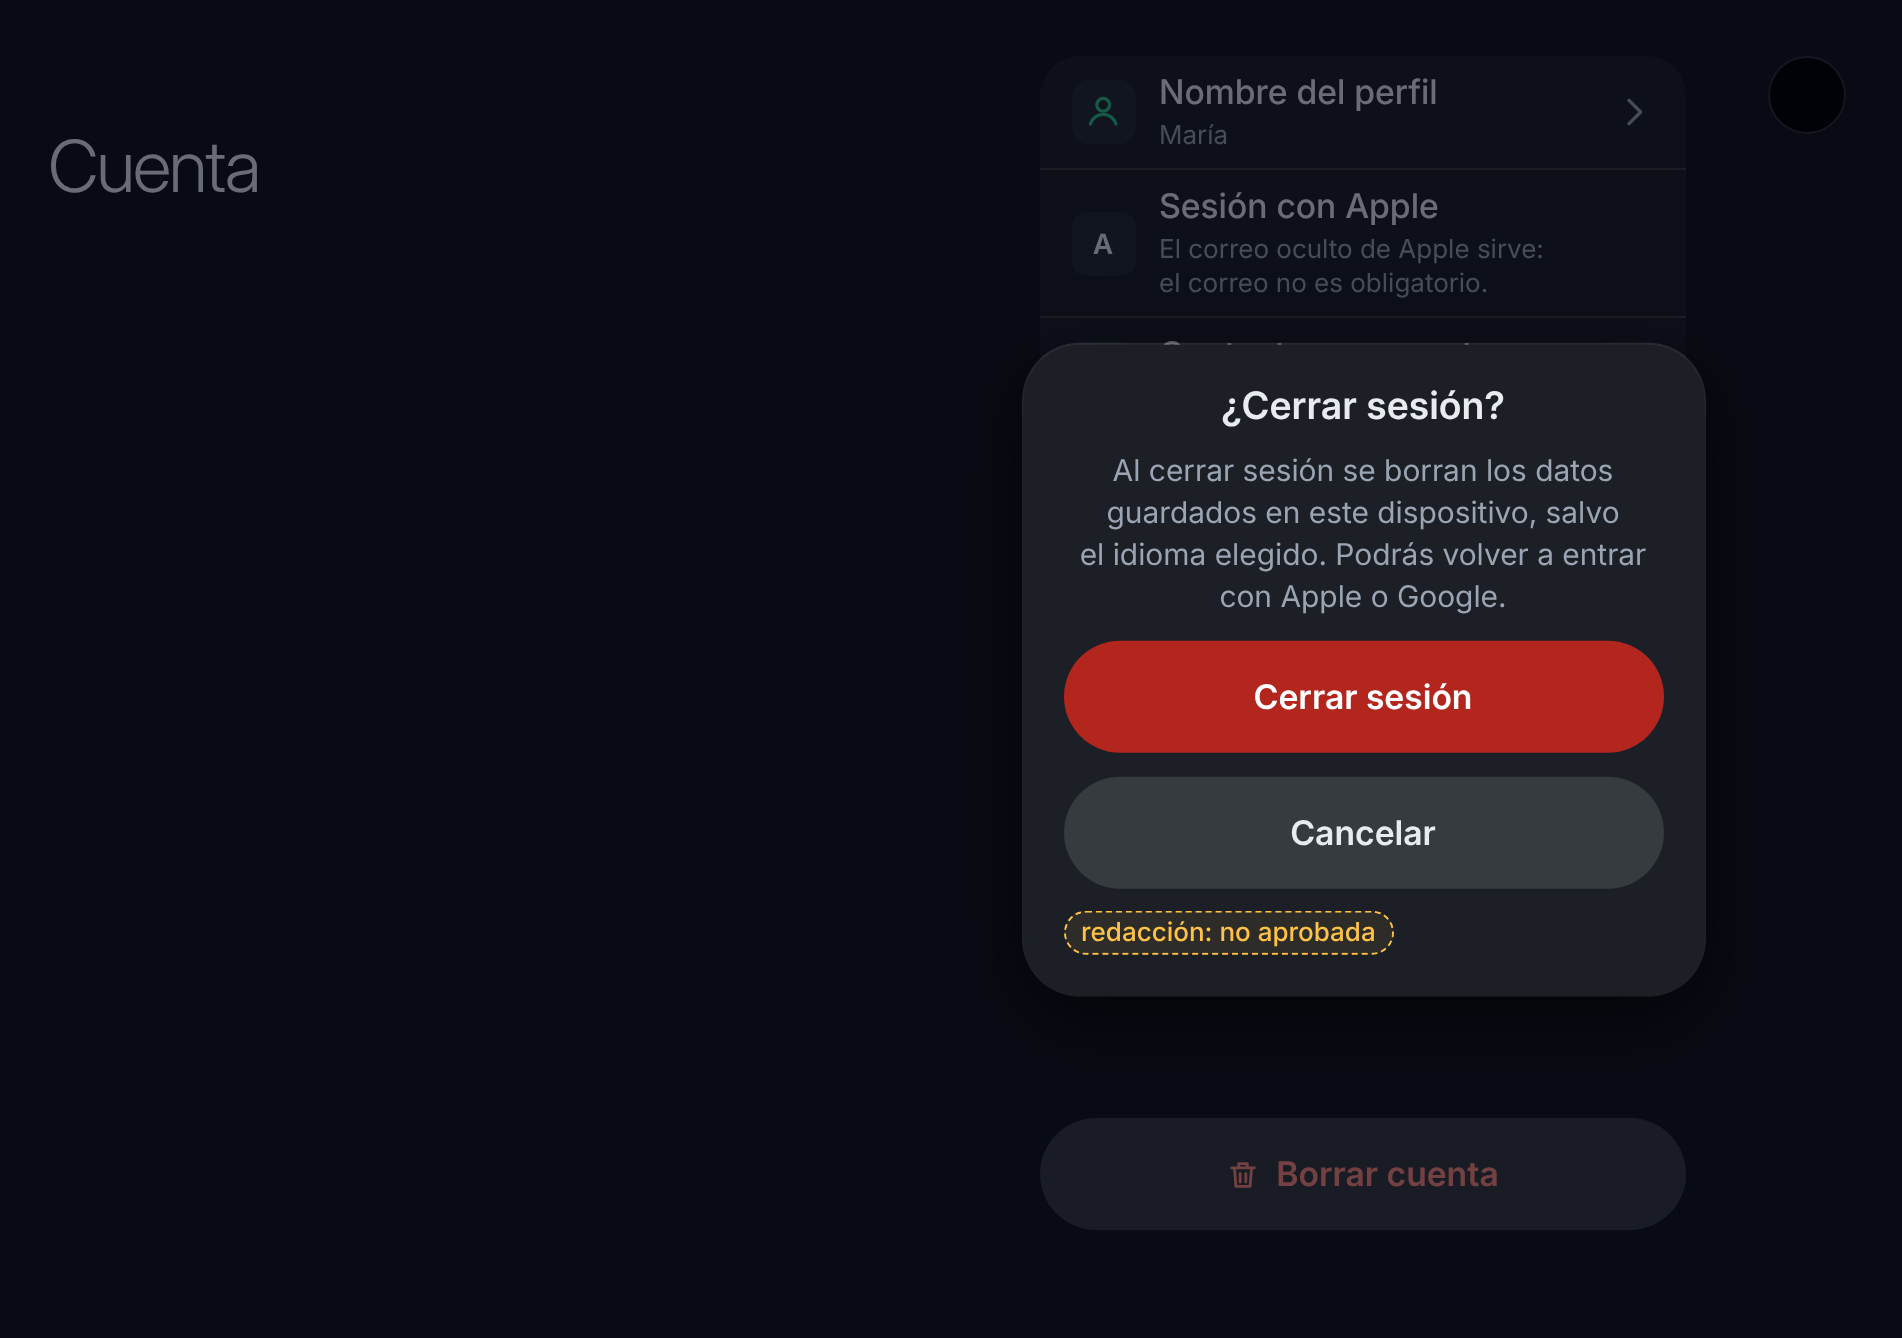 Cuenta
Nombre del perfil
María
A
Sesión con Apple
El correo oculto de Apple sirve:
el correo no es obligatorio.
¿Cerrar sesión?
Al cerrar sesión se borran los datos
guardados en este dispositivo, salvo
el idioma elegido. Podrás volver a entrar
con Apple o Google.
Cerrar sesión
Cancelar
redacción: no aprobada
Borrar cuenta